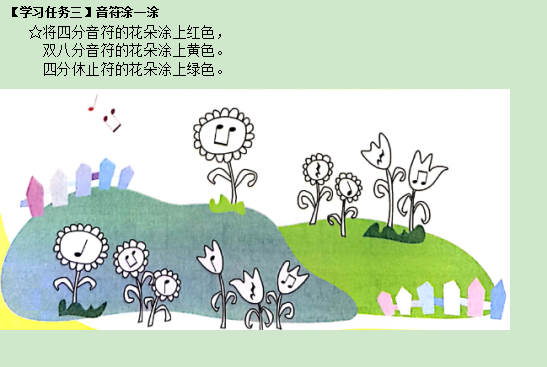 【学习任务三】音符涂一涂
☆将四分音符的花朵涂上红色，
双八分音符的花朵涂上黄色。
四分休止符的花朵涂上绿色。